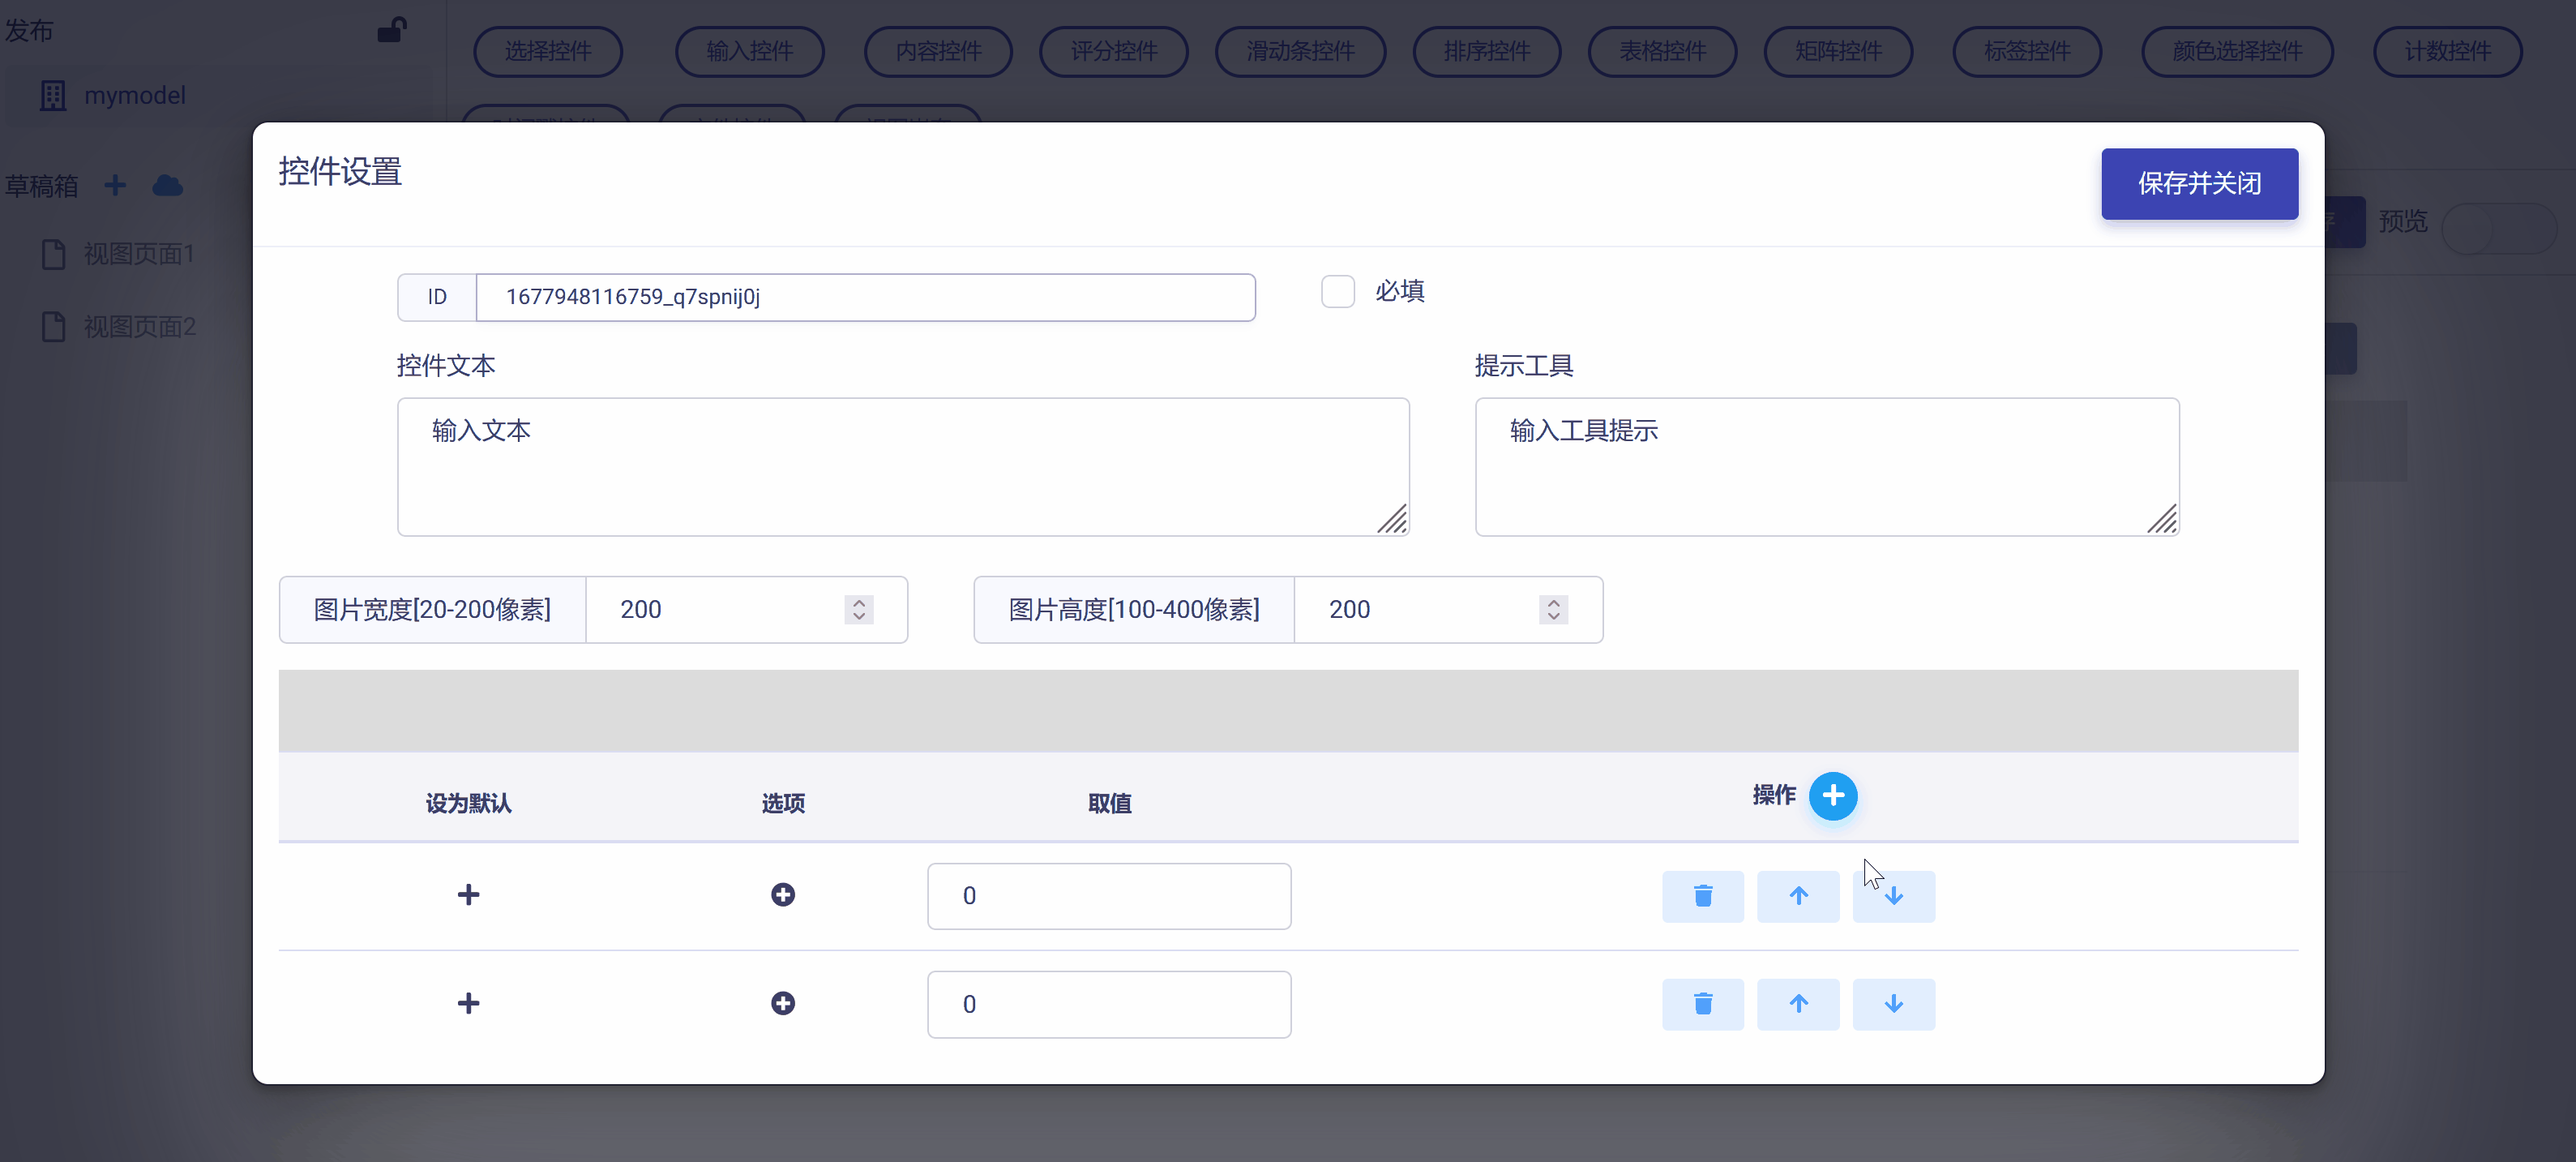 发布
选择控件 输入控件 内容控件 评分控件 滑动条控件 排序控件 表格控件 矩阵控件 标签控件 颜色选择控件 计数控件
mymodel
控件设置
保存并关闭
草稿箱
存 预览
视图页面1
ID 1677948116759_q7spnij0j 必填
视图页面2
控件文本 提示工具
输入文本 输入工具提示
图片宽度[20-200像素] 200 图片高度[100-400像素] 200
设为默认 选项 取值 操作
0
0